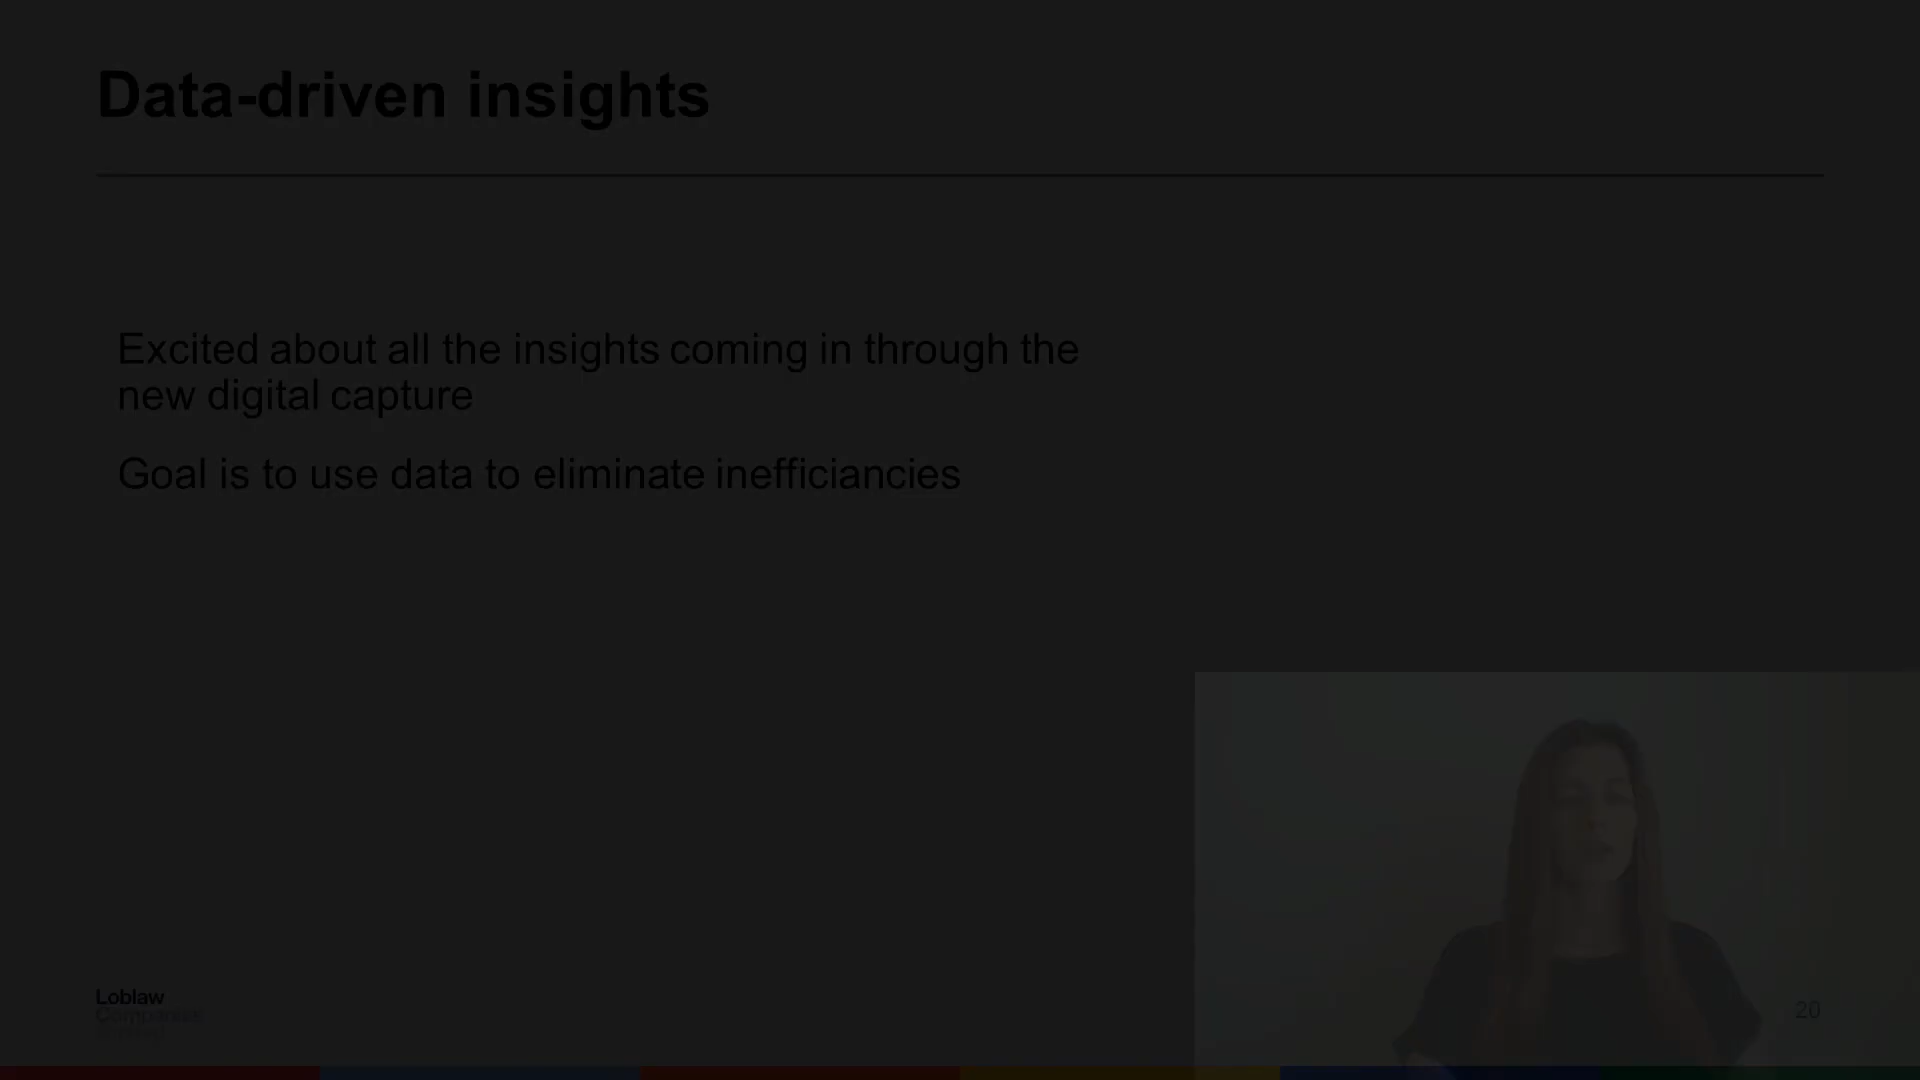 Data-driven insights
Excited about all the insights coming in through the
new digital capture
Goal is to use data to eliminate inefficiancies
Loblaw
Companies
Limited
20